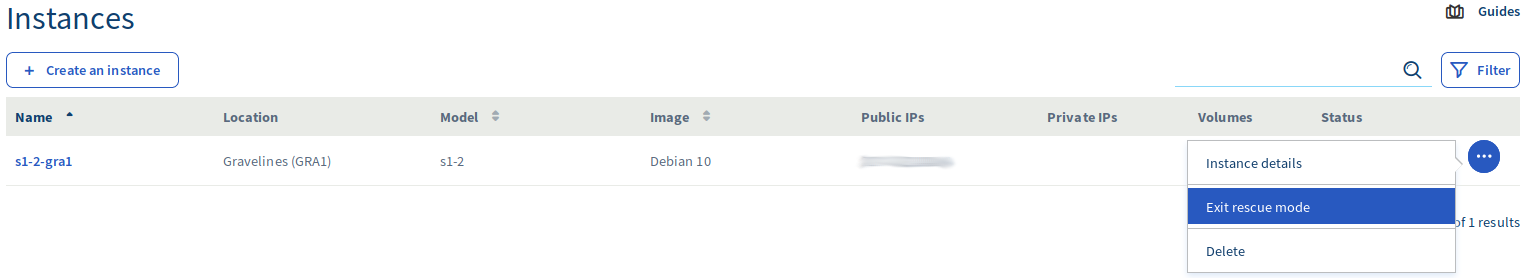 Instances
Guides
+ Create an instance
Filter
Name Location Model Image Public IPs Private IPs Volumes Status
s1-2-gra1 Gravelines (GRA1) s1-2 Debian 10
Instance details
Exit rescue mode
of 1 results
Delete